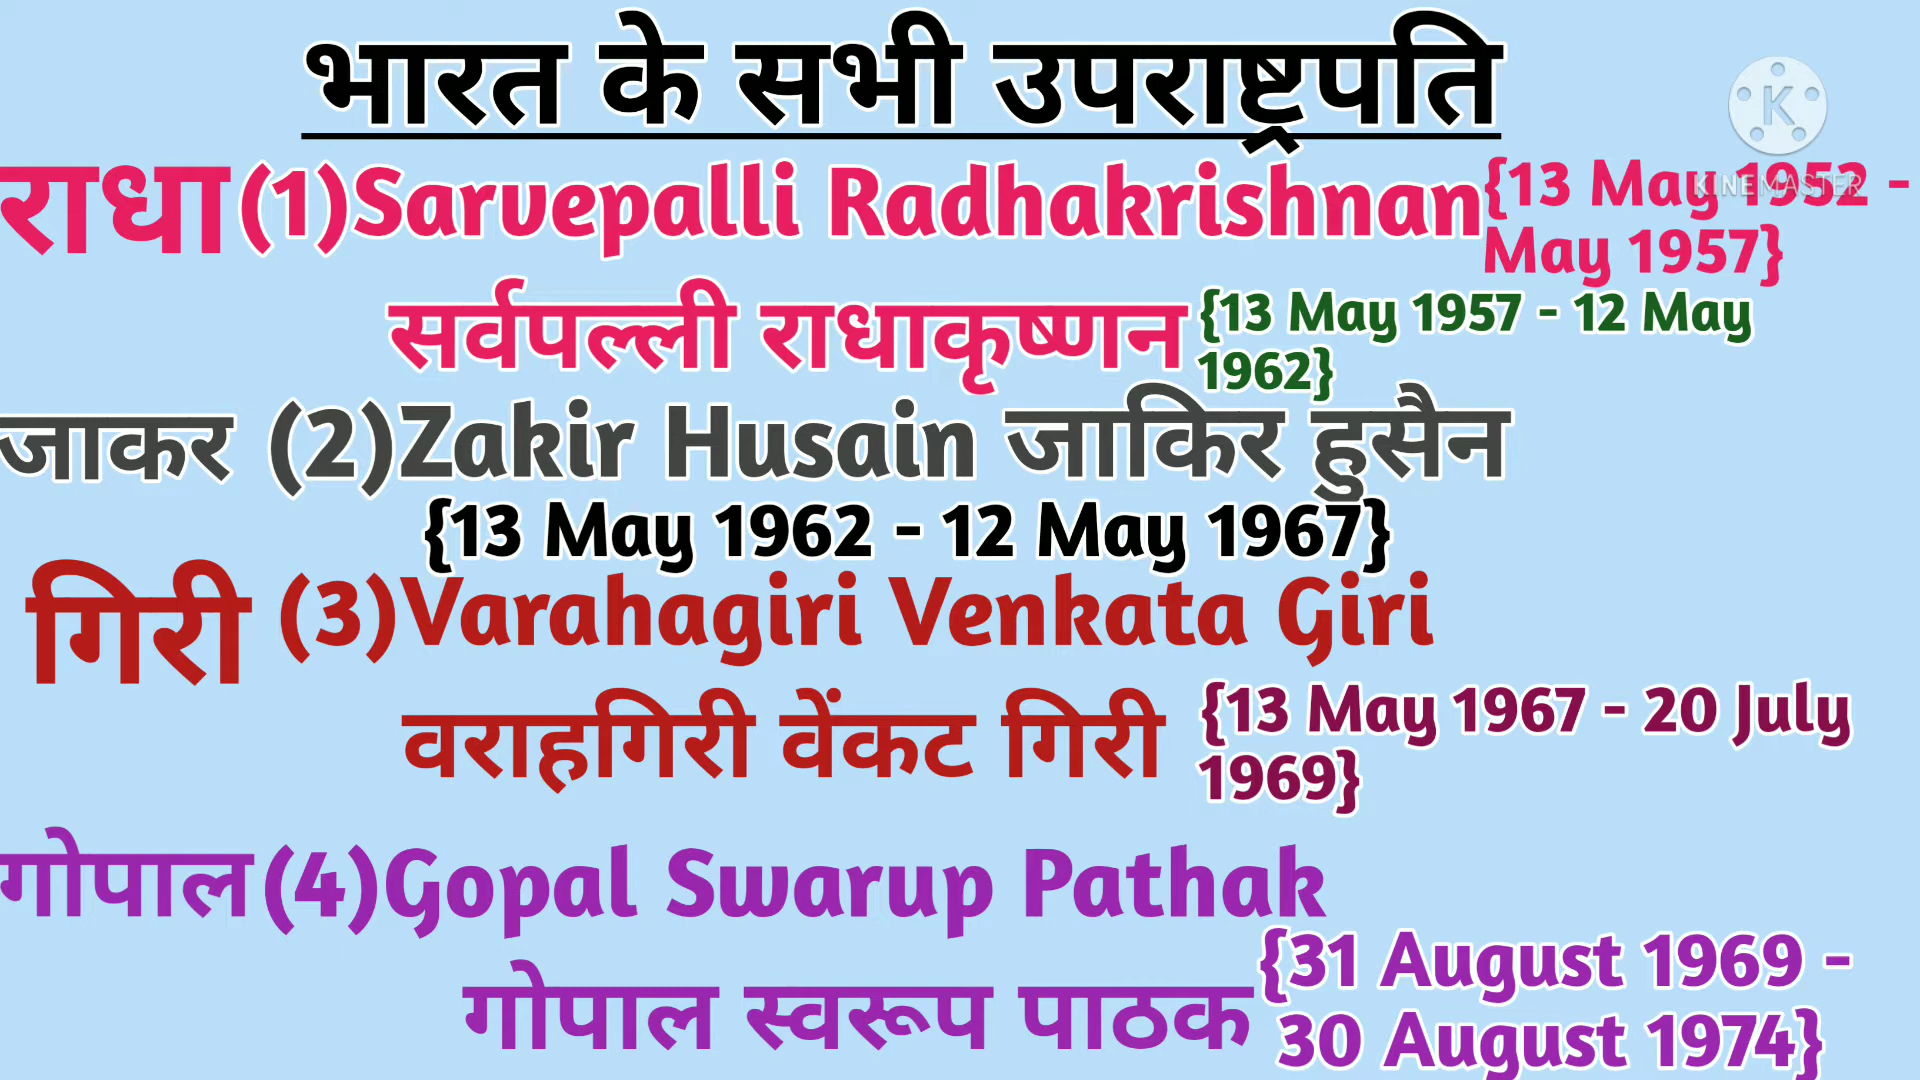 भारत के सभी उपराष्ट्रपति
K
KINEMASTER
राधा (1)Sarvepalli Radhakrishnan {13 May 1952 -
May 1957}
सर्वपल्ली राधाकृष्णन {13 May 1957 - 12 May
1962}
जाकर (2)Zakir Husain जाकिर हुसैन
{13 May 1962 - 12 May 1967}
गिरी (3)Varahagiri Venkata Giri
वराहगिरी वेंकट गिरी {13 May 1967 - 20 July
1969}
गोपाल (4)Gopal Swarup Pathak
गोपाल स्वरूप पाठक {31 August 1969 -
30 August 1974}